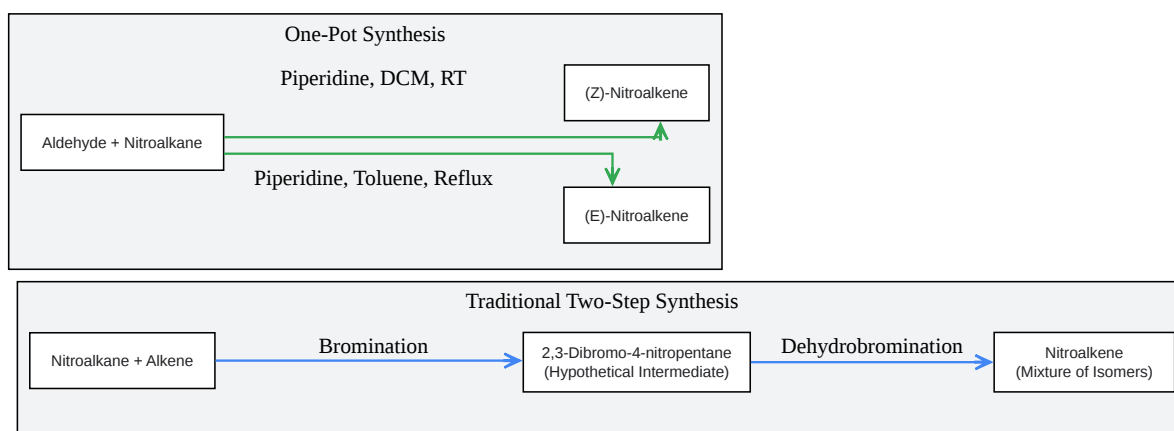 One-Pot Synthesis
Piperidine, DCM, RT
(Z)-Nitroalkene
Aldehyde + Nitroalkane
Piperidine, Toluene, Reflux
(E)-Nitroalkene
Traditional Two-Step Synthesis
Nitroalkane + Alkene
Bromination
2,3-Dibromo-4-nitropentane
(Hypothetical Intermediate)
Dehydrobromination
Nitroalkene
(Mixture of Isomers)